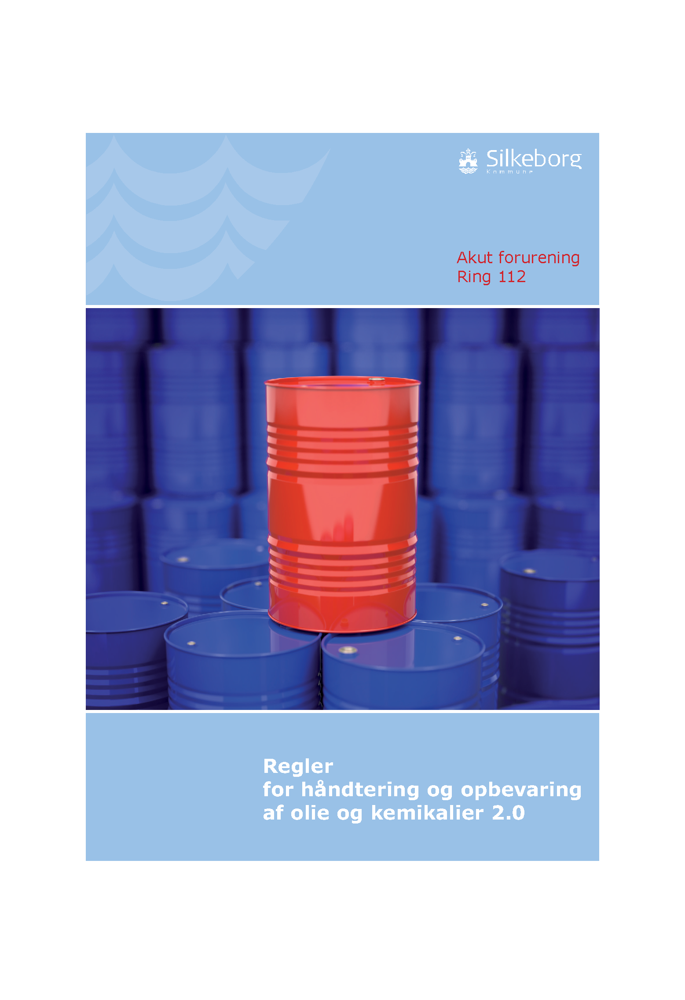 Silkeborg
Kommune
Akut forurening
Ring 112
Regler
for håndtering og opbevaring
af olie og kemikalier 2.0